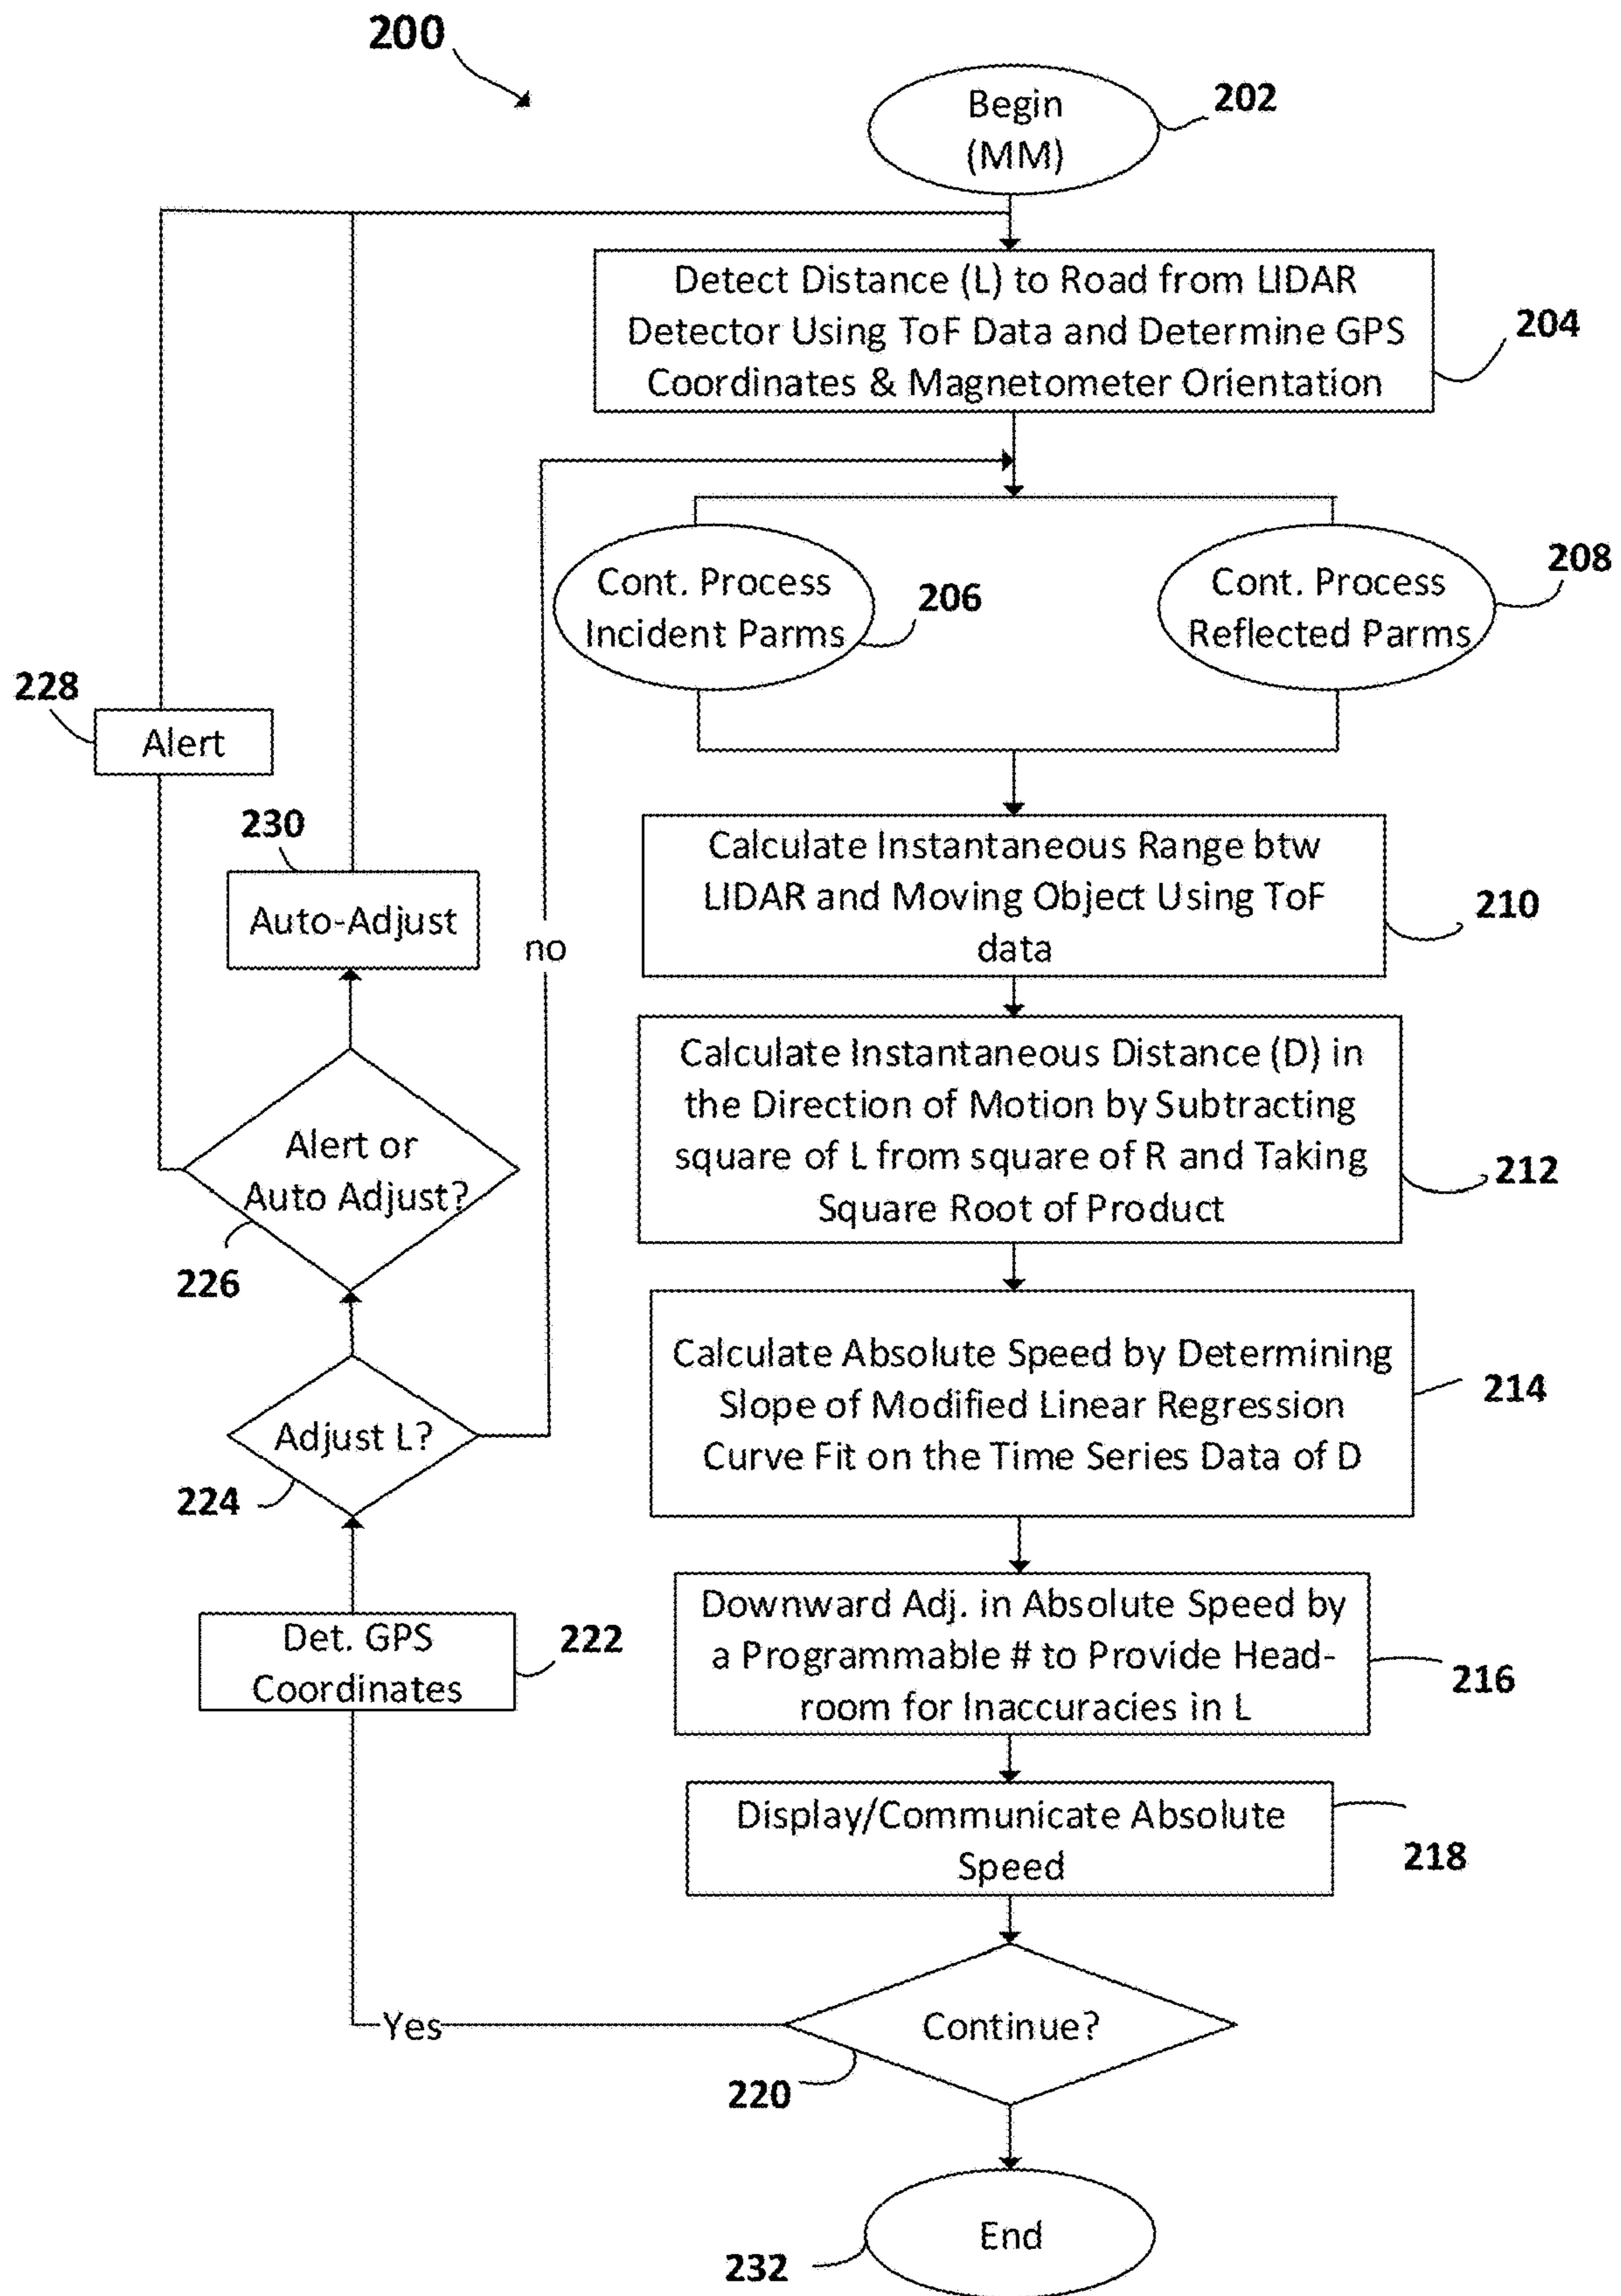 200
Begin
(MM)
202
Detect Distance (L) to Road from LIDAR
Detector Using ToF Data and Determine GPS
Coordinates & Magnetometer Orientation
204
Cont. Process
Incident Parms
206
Cont. Process
Reflected Parms
208
228
Alert
230
Auto-Adjust
no
Calculate Instantaneous Range btw
LIDAR and Moving Object Using ToF
data
210
Calculate Instantaneous Distance (D) in
the Direction of Motion by Subtracting
square of L from square of R and Taking
Square Root of Product
212
Alert or
Auto Adjust?
226
Calculate Absolute Speed by Determining
Slope of Modified Linear Regression
Curve Fit on the Time Series Data of D
214
Adjust L?
224
Downward Adj. in Absolute Speed by
a Programmable # to Provide Head-
room for Inaccuracies in L
216
Det. GPS
Coordinates
222
Display/Communicate Absolute
Speed
218
Yes
Continue?
220
End
232